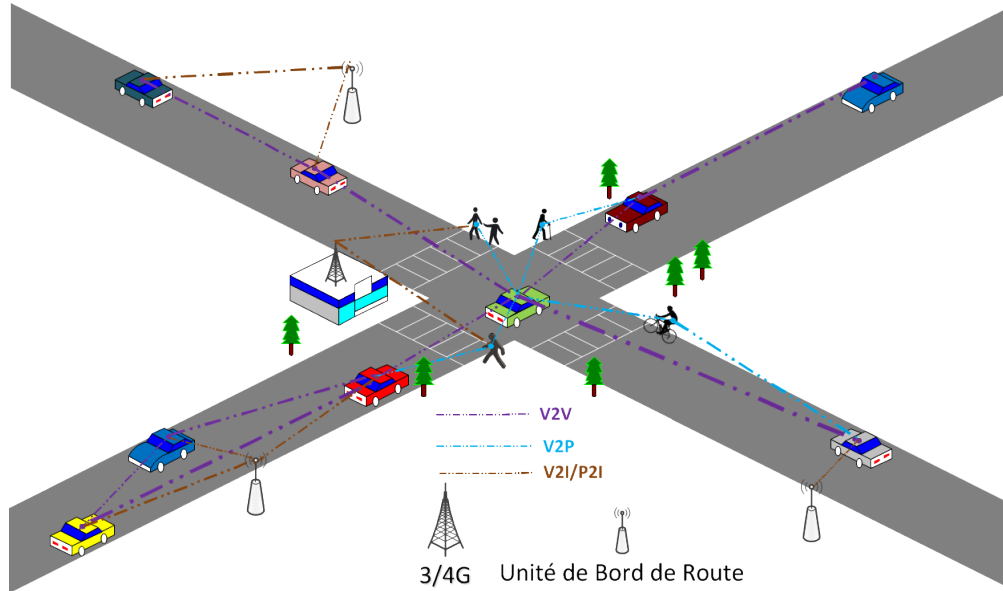 V2V
V2P
V2I/P2I
3/4G
Unité de Bord de Route